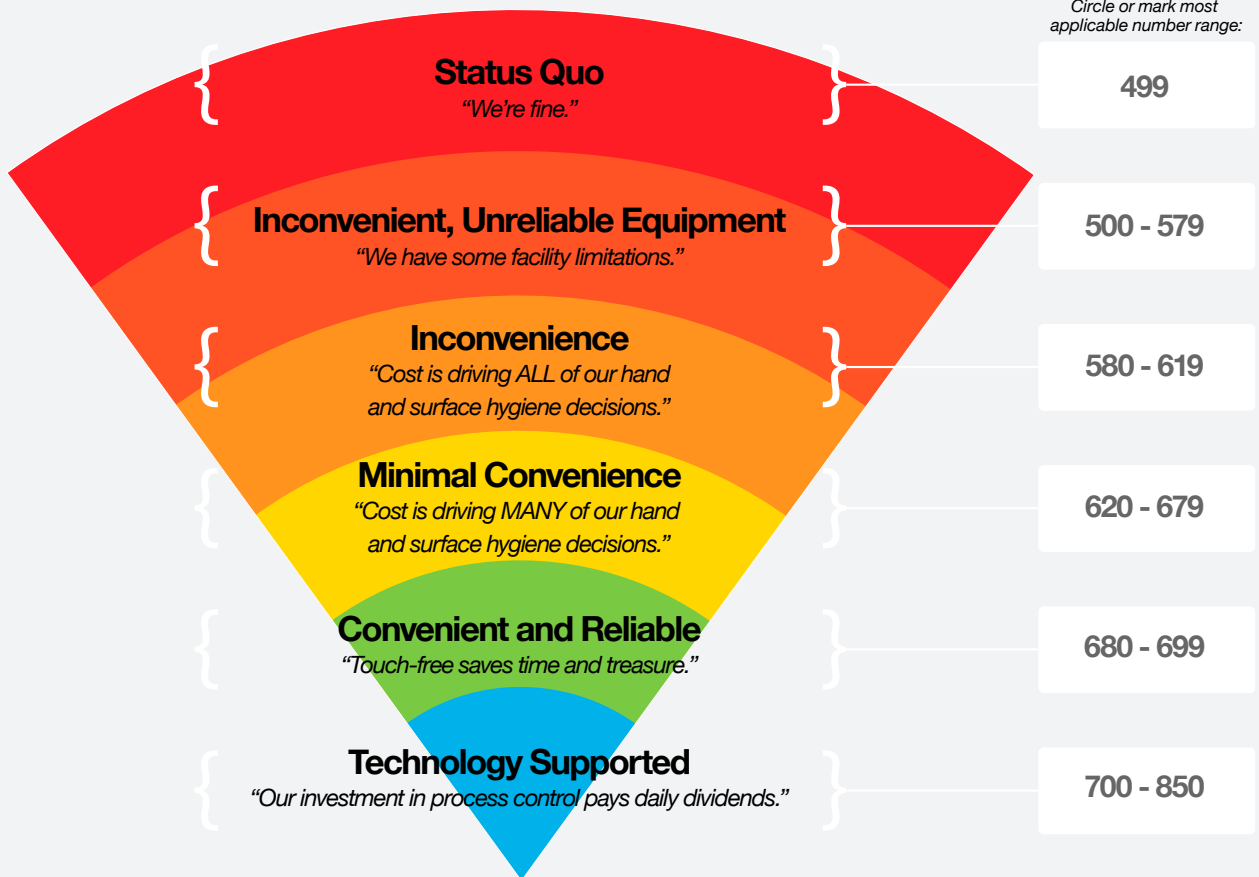 Circle or mark most
applicable number range:
Status Quo
“We’re fine.”
499
Inconvenient, Unreliable Equipment
“We have some facility limitations.”
500 - 579
Inconvenience
“Cost is driving ALL of our hand
and surface hygiene decisions.”
580 - 619
Minimal Convenience
“Cost is driving MANY of our hand
and surface hygiene decisions.”
620 - 679
Convenient and Reliable
“Touch-free saves time and treasure.”
680 - 699
Technology Supported
“Our investment in process control pays daily dividends.”
700 - 850